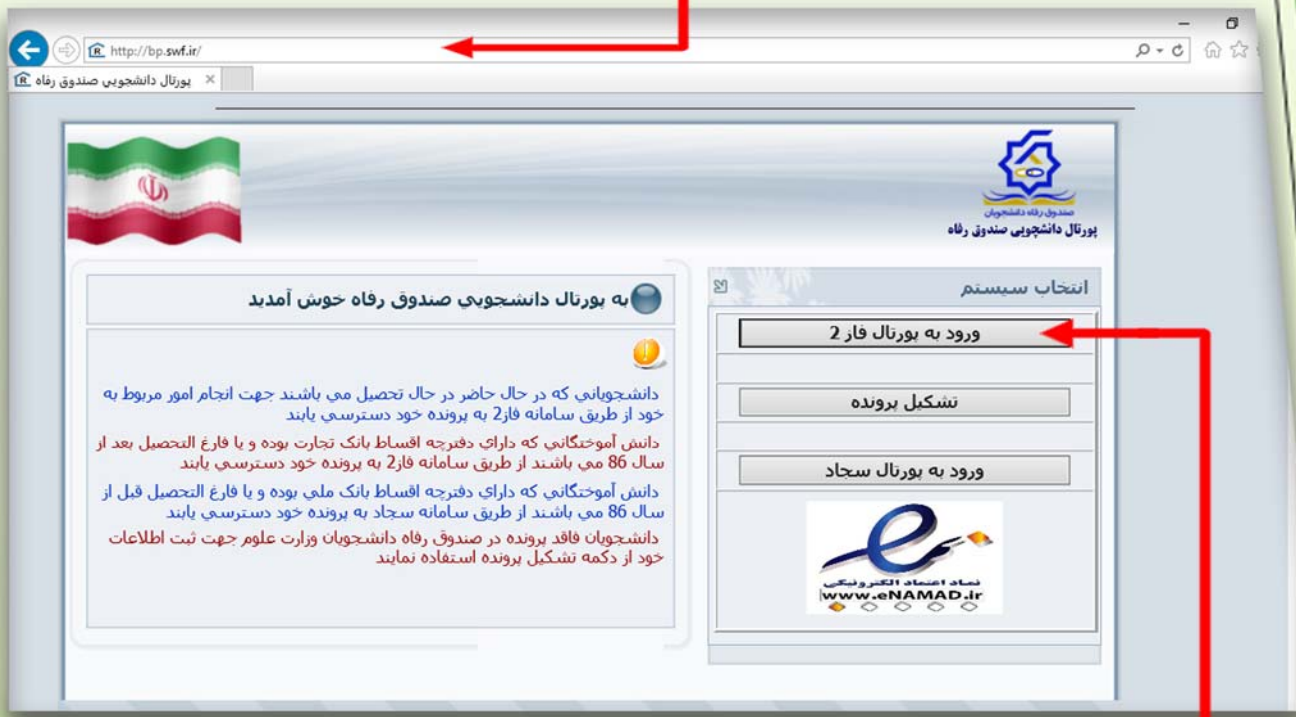 http://bp.swf.ir/
پورتال دانشجويي صندوق رفاه
صندوق رفاه دانشجویان
پورتال دانشجویی صندوق رفاه
انتخاب سیستم
ورود به پورتال فاز 2
تشکیل پرونده
ورود به پورتال سجاد
نماد اعتماد الکترونیکی
www.eNAMAD.ir
به پورتال دانشجويي صندوق رفاه خوش آمديد
دانشجوياني که در حال حاضر در حال تحصيل مي باشند جهت انجام امور مربوط به
خود از طريق سامانه فاز2 به پرونده خود دسترسي يابند
دانش آموختگاني که داراي دفترچه اقساط بانک تجارت بوده و يا فارغ التحصيل بعد از
سال 86 مي باشند از طريق سامانه فاز2 به پرونده خود دسترسي يابند
دانش آموختگاني که داراي دفترچه اقساط بانک ملي بوده و يا فارغ التحصيل قبل از
سال 86 مي باشند از طريق سامانه سجاد به پرونده خود دسترسي يابند
دانشجويان فاقد پرونده در صندوق رفاه دانشجويان وزارت علوم جهت ثبت اطلاعات
خود از دکمه تشکيل پرونده استفاده نمايند